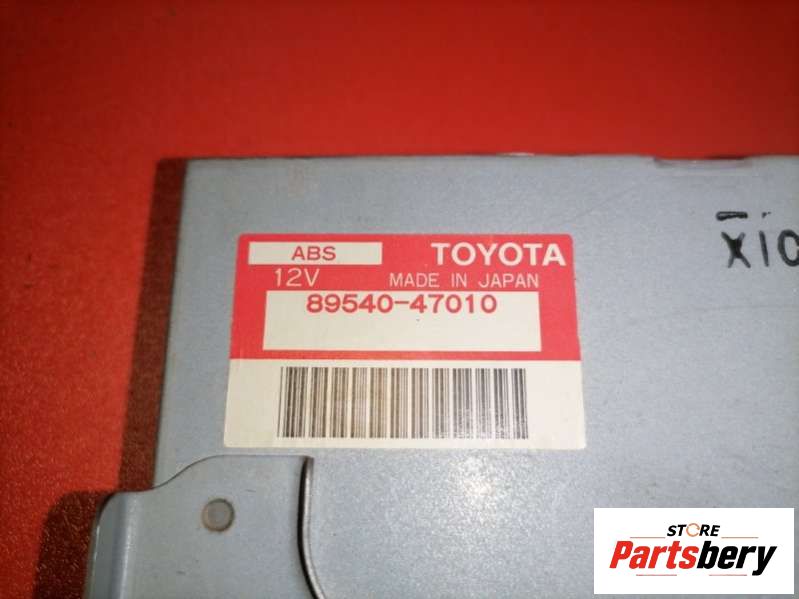 ABS TOYOTA
12V MADE IN JAPAN
89540-47010
STORE
Partsbery